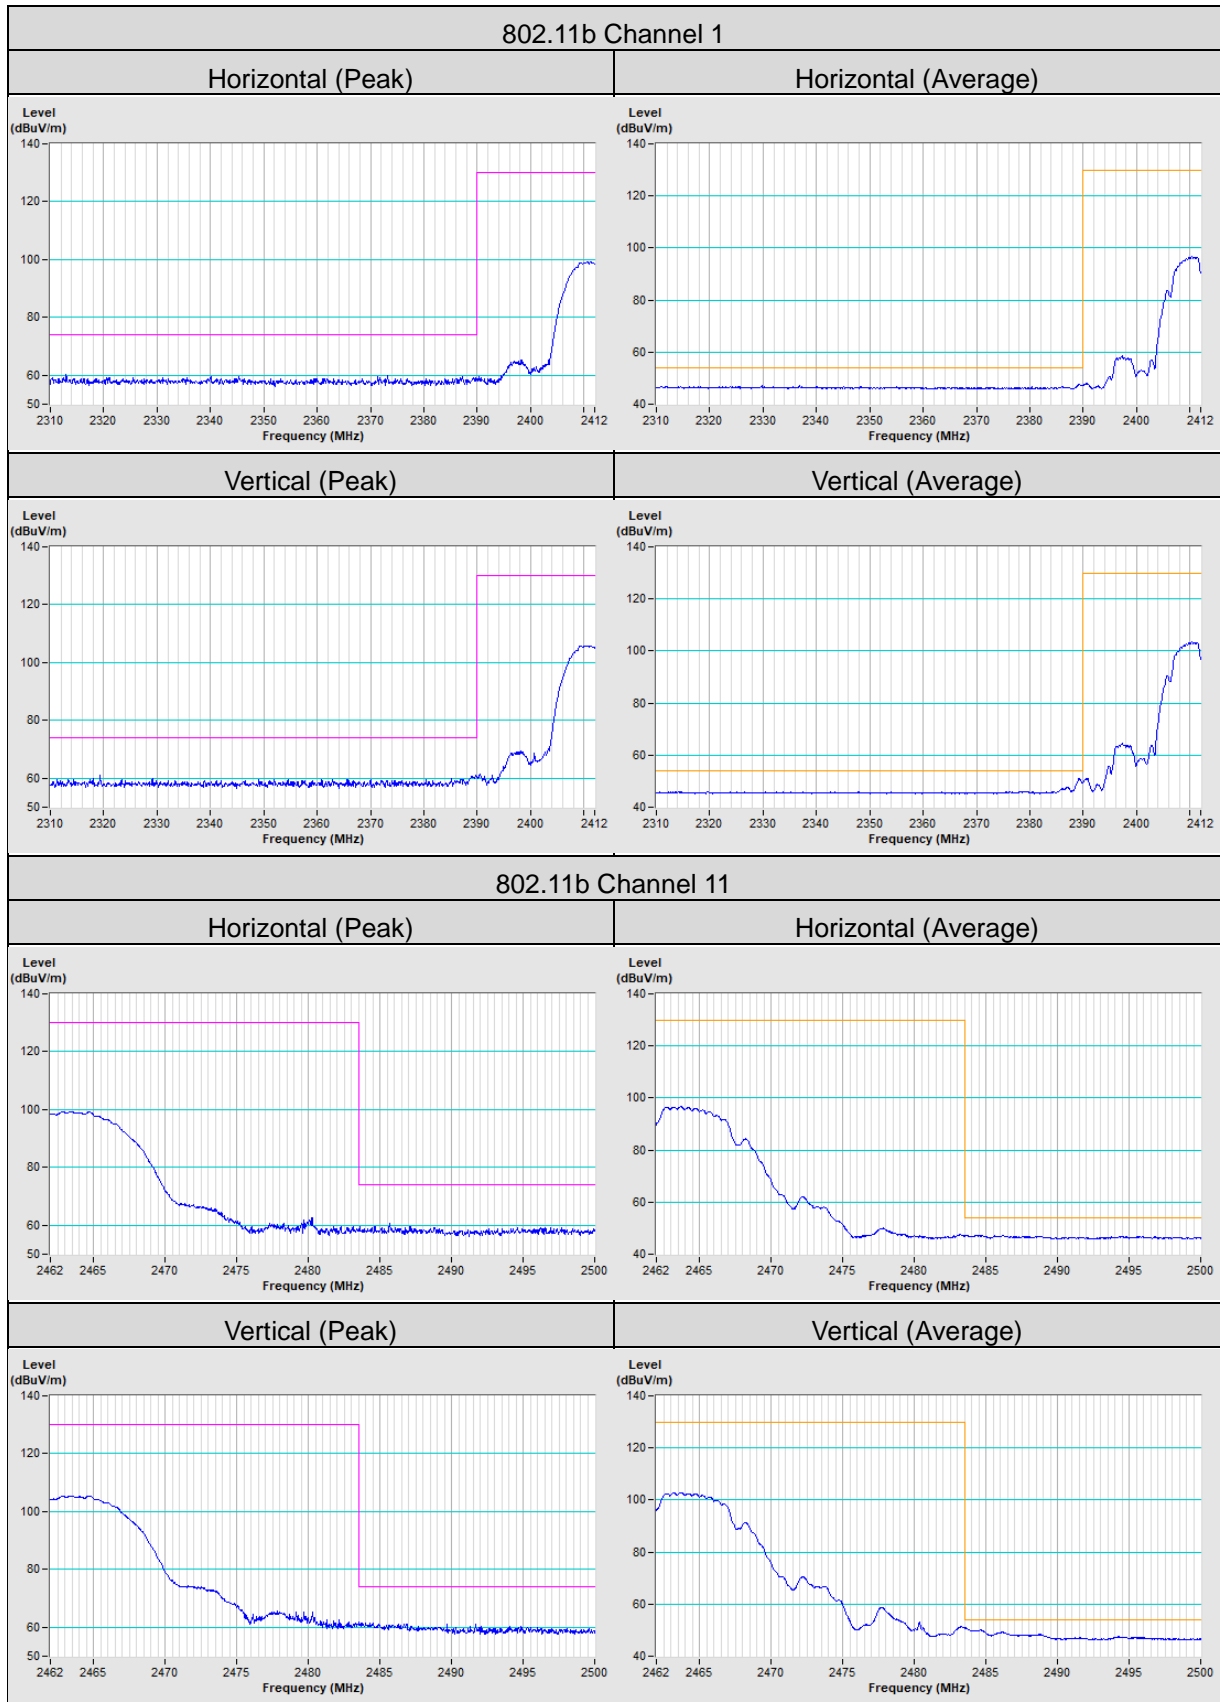 802.11b Channel 1
Horizontal (Peak)
Horizontal (Average)
Level
(dBuV/m)
140
120
100
80
60
50
2310 2320 2330 2340 2350 2360 2370 2380 2390 2400 2412
Frequency (MHz)
Level
(dBuV/m)
140
120
100
80
60
40
2310 2320 2330 2340 2350 2360 2370 2380 2390 2400 2412
Frequency (MHz)
Vertical (Peak)
Vertical (Average)
Level
(dBuV/m)
140
120
100
80
60
50
2310 2320 2330 2340 2350 2360 2370 2380 2390 2400 2412
Frequency (MHz)
Level
(dBuV/m)
140
120
100
80
60
40
2310 2320 2330 2340 2350 2360 2370 2380 2390 2400 2412
Frequency (MHz)
802.11b Channel 11
Horizontal (Peak)
Horizontal (Average)
Level
(dBuV/m)
140
120
100
80
60
50
2462 2465 2470 2475 2480 2485 2490 2495 2500
Frequency (MHz)
Level
(dBuV/m)
140
120
100
80
60
40
2462 2465 2470 2475 2480 2485 2490 2495 2500
Frequency (MHz)
Vertical (Peak)
Vertical (Average)
Level
(dBuV/m)
140
120
100
80
60
50
2462 2465 2470 2475 2480 2485 2490 2495 2500
Frequency (MHz)
Level
(dBuV/m)
140
120
100
80
60
40
2462 2465 2470 2475 2480 2485 2490 2495 2500
Frequency (MHz)